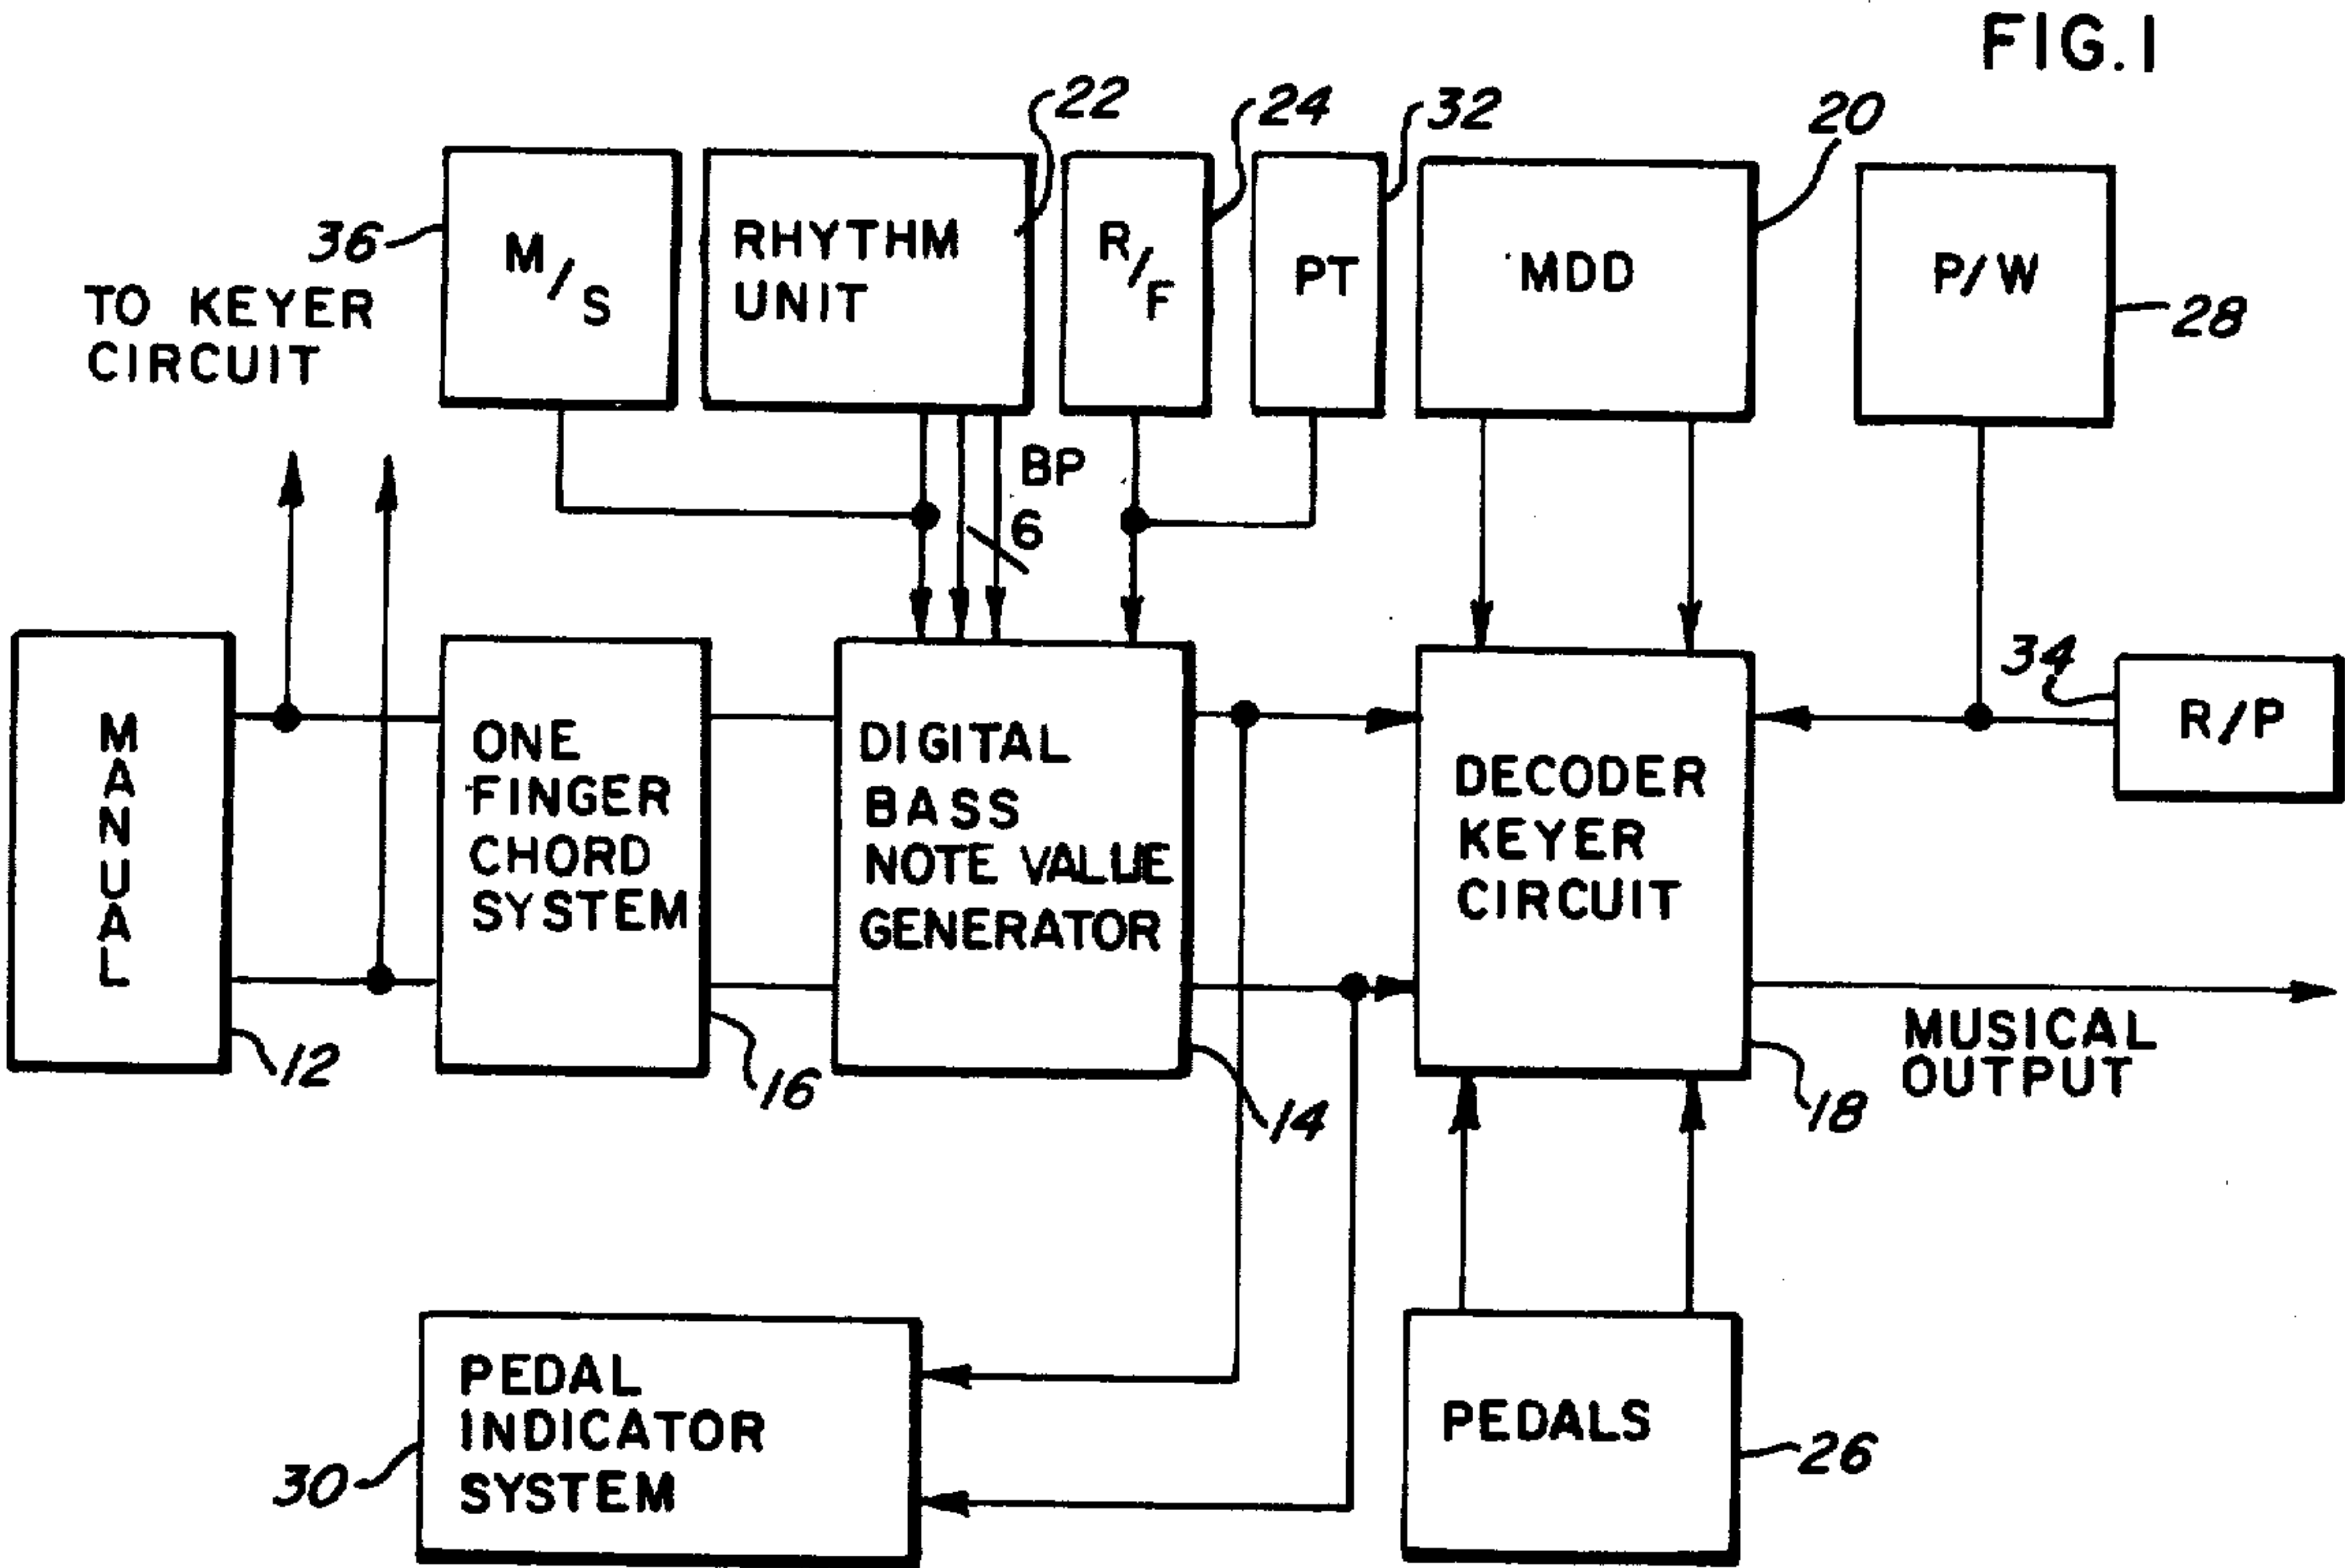 FIG. 1
22
24
32
20
36
M/S
RHYTHM
UNIT
R/F
PT
MDD
P/W
28
TO KEYER
CIRCUIT
BP
6
34
R/P
MANUAL
ONE
FINGER
CHORD
SYSTEM
DIGITAL
BASS
NOTE VALUE
GENERATOR
DECODER
KEYER
CIRCUIT
MUSICAL
OUTPUT
12
16
14
18
PEDAL
INDICATOR
SYSTEM
30
PEDALS
26